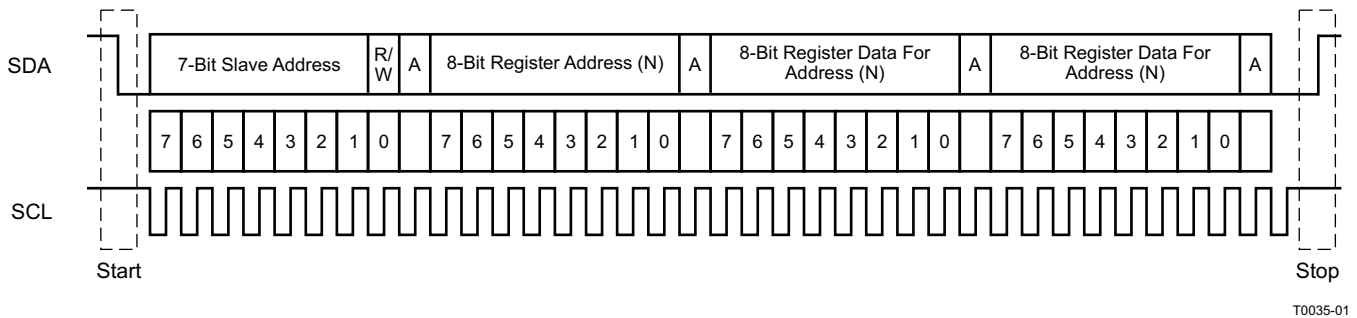 SDA
7-Bit Slave Address
R/
W
A
8-Bit Register Address (N)
A
8-Bit Register Data For
Address (N)
A
8-Bit Register Data For
Address (N)
A
7 6 5 4 3 2 1 0 7 6 5 4 3 2 1 0 7 6 5 4 3 2 1 0 7 6 5 4 3 2 1 0
SCL
Start
Stop
T0035-01